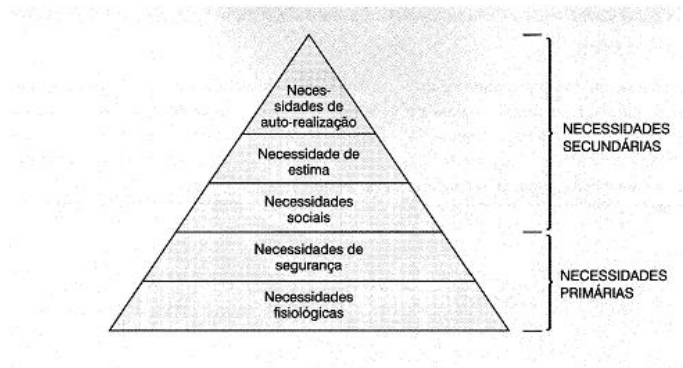 Neces-
sidades de
auto-realização
Necessidade de
estima
Necessidades
sociais
Necessidades de
segurança
Necessidades
fisiológicas
NECESSIDADES
SECUNDÁRIAS
NECESSIDADES
PRIMÁRIAS